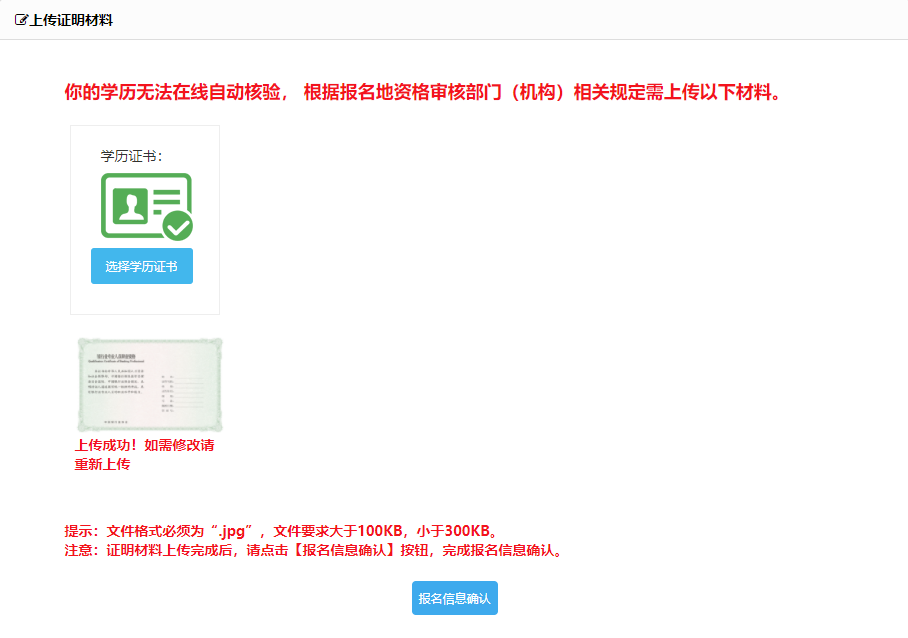 上传证明材料
你的学历无法在线自动核验， 根据报名地资格审核部门（机构）相关规定需上传以下材料。
学历证书：
选择学历证书
上传成功！如需修改请
重新上传
提示：文件格式必须为“.jpg”，文件要求大于100KB，小于300KB。
注意：证明材料上传完成后，请点击【报名信息确认】按钮，完成报名信息确认。
报名信息确认